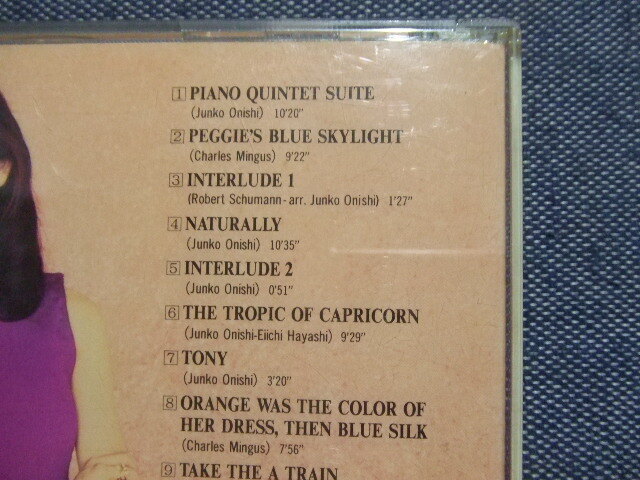 1 PIANO QUINTET SUITE
(Junko Onishi) 10'20"
2 PEGGIE'S BLUE SKYLIGHT
(Charles Mingus) 9'22"
3 INTERLUDE 1
(Robert Schumann-arr. Junko Onishi) 1'27"
4 NATURALLY
(Junko Onishi) 10'35"
5 INTERLUDE 2
(Junko Onishi) 0'51"
6 THE TROPIC OF CAPRICORN
(Junko Onishi-Eiichi Hayashi) 9'29"
7 TONY
(Junko Onishi) 3'20"
8 ORANGE WAS THE COLOR OF
HER DRESS, THEN BLUE SILK
(Charles Mingus) 7'56"
9 TAKE THE A TRAIN